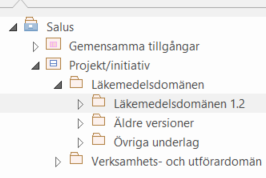 Salus
Gemensamma tillgångar
Projekt/initiativ
Läkemedelsdomänen
Läkemedelsdomänen 1.2
Äldre versioner
Övriga underlag
Verksamhets- och utförardomän